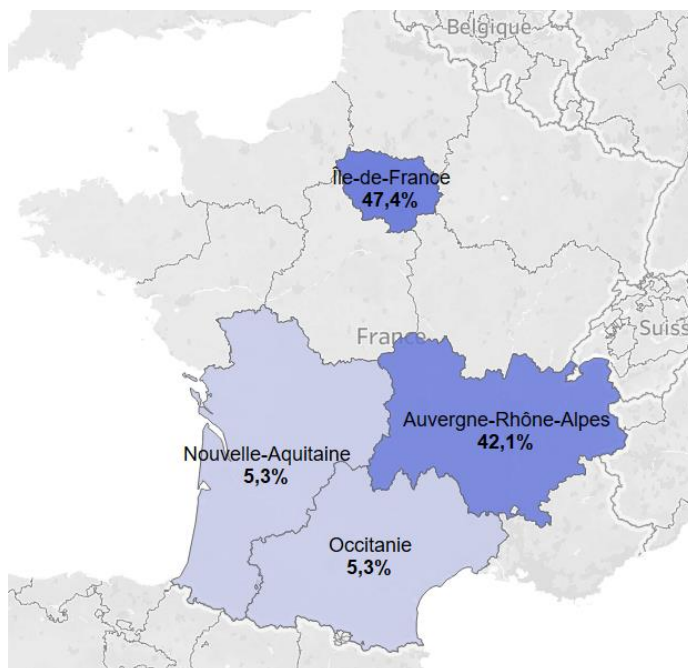 Belgique
Île-de-France
47,4%
France
Suiss
Auvergne-Rhône-Alpes
42,1%
Nouvelle-Aquitaine
5,3%
Occitanie
5,3%